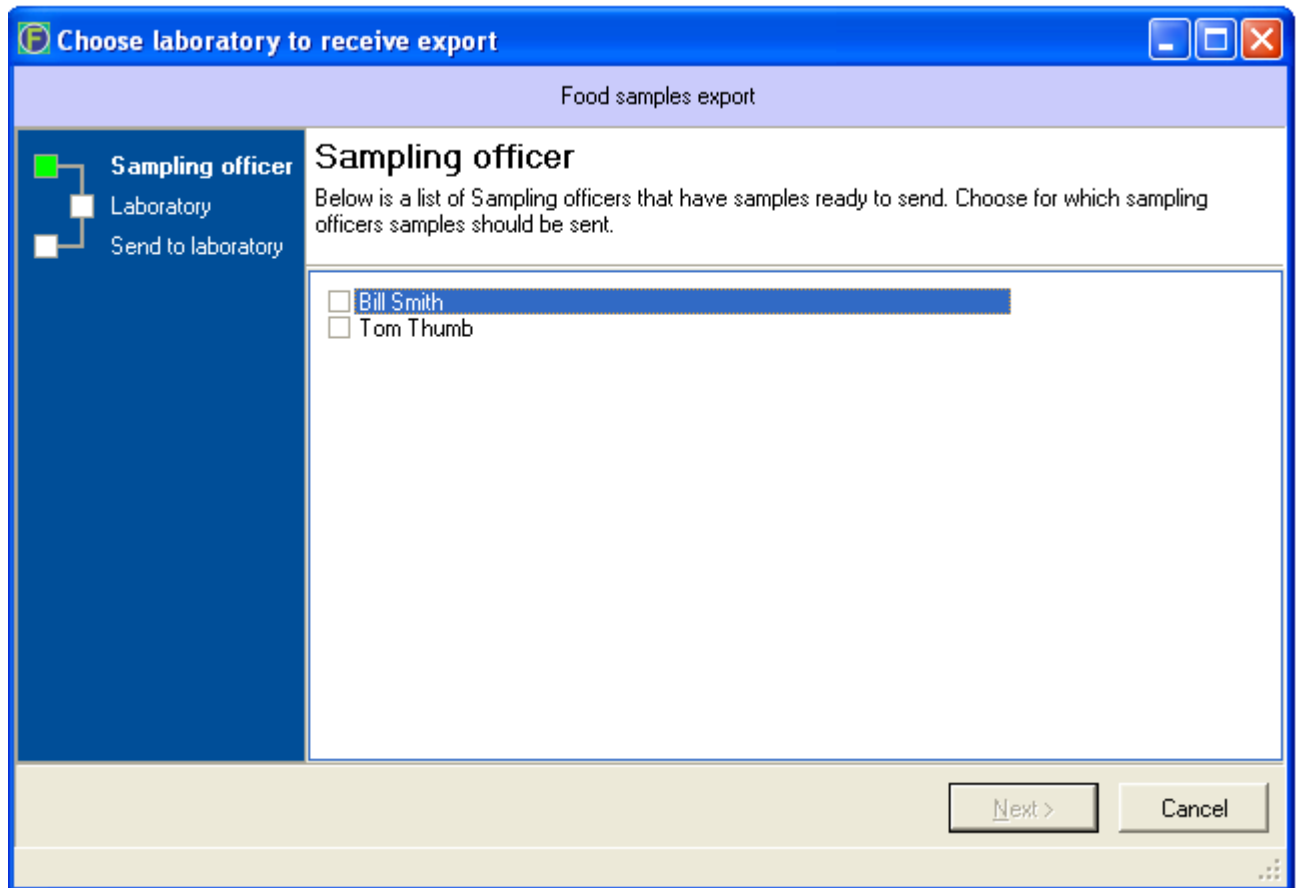 Choose laboratory to receive export
Food samples export
Sampling officer
Laboratory
Send to laboratory
Sampling officer
Below is a list of Sampling officers that have samples ready to send. Choose for which sampling
officers samples should be sent.
Bill Smith
Tom Thumb
Next >
Cancel